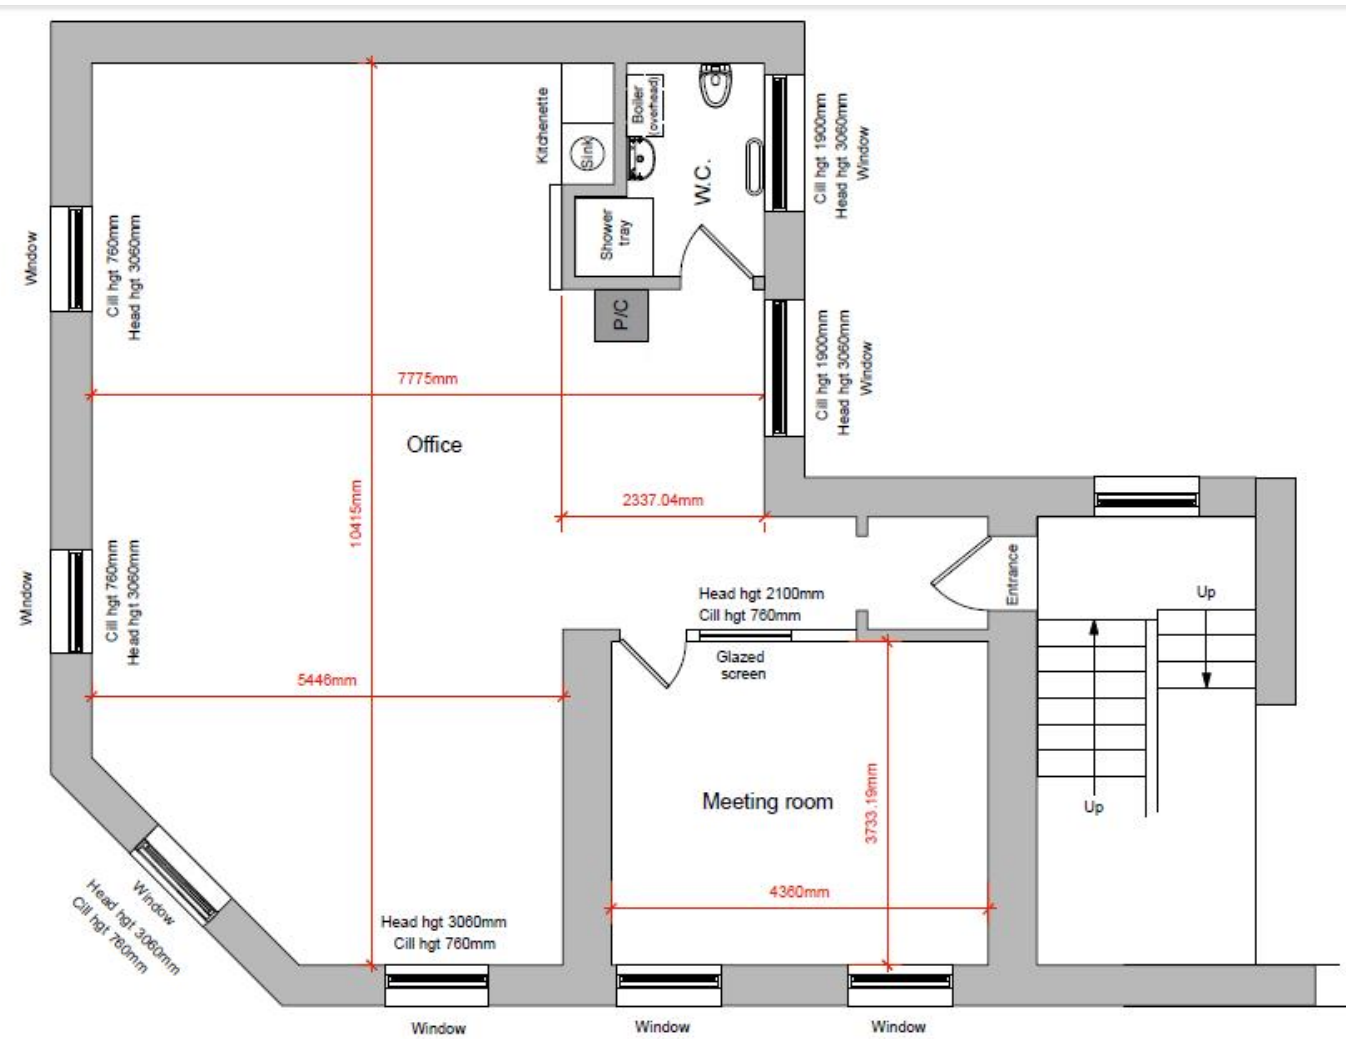 Kitchenette
Boiler
(overhead)
Sink
W.C.
Shower
tray
P/C
Cill hgt 1900mm
Head hgt 3060mm
Window
Window
Cill hgt 760mm
Head hgt 3060mm
Cill hgt 1900mm
Head hgt 3060mm
Window
7775mm
Office
10415mm
2337.04mm
Window
Cill hgt 760mm
Head hgt 3060mm
Head hgt 2100mm
Cill hgt 760mm
Entrance
Up
Glazed
screen
5446mm
Up
Meeting room
3733.19mm
4360mm
Window
Head hgt 3060mm
Cill hgt 760mm
Head hgt 3060mm
Cill hgt 760mm
Window
Window
Window